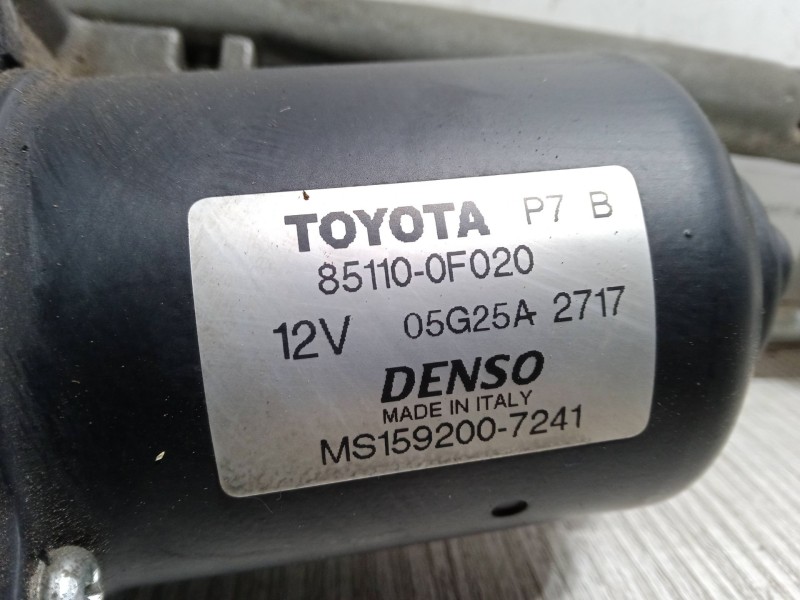 TOYOTA P7 B
85110-0F020
12V 05G25A 2717
DENSO
MADE IN ITALY
MS159200-7241